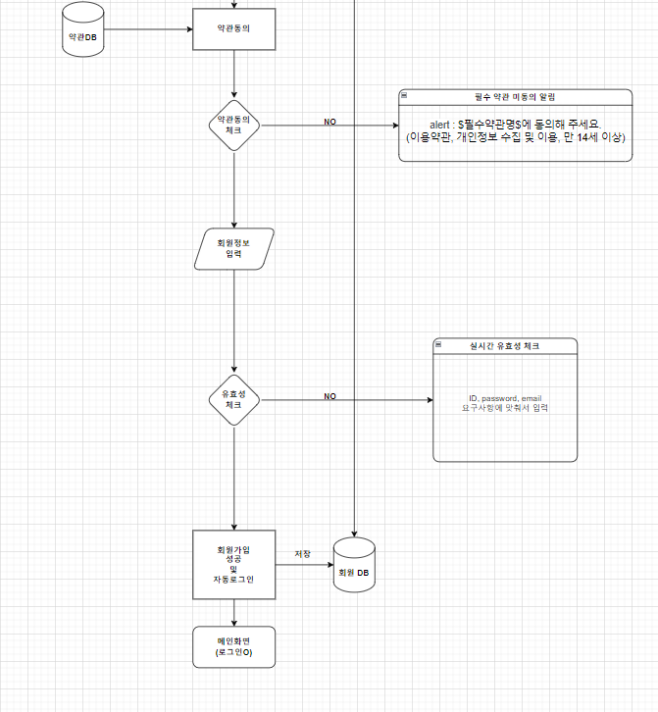 약관동의
약관DB
약관동의
체크
NO
필수 약관 미동의 알림
alert : $필수약관명$에 동의해 주세요.
(이용약관, 개인정보 수집 및 이용, 만 14세 이상)
회원정보
입력
실시간 유효성 체크
유효성
체크
NO
ID, password, email
요구사항에 맞춰서 입력
회원가입
성공
및
자동로그인
저장
회원 DB
메인화면
(로그인O)